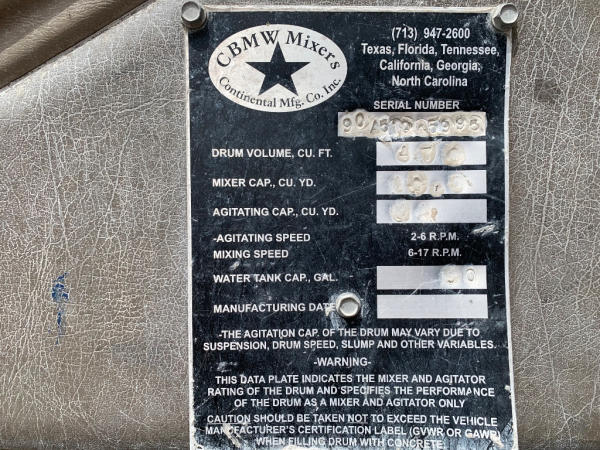 CBMW Mixers
Continental Mfg. Co. Inc.
(713) 947-2600
Texas, Florida, Tennessee,
California, Georgia,
North Carolina
SERIAL NUMBER
DRUM VOLUME, CU. FT.
MIXER CAP., CU. YD.
AGITATING CAP., CU. YD.
-AGITATING SPEED 2-6 R.P.M.
MIXING SPEED 6-17 R.P.M.
WATER TANK CAP., GAL.
MANUFACTURING DATE
-THE AGITATION CAP. OF THE DRUM MAY VARY DUE TO
SUSPENSION, DRUM SPEED, SLUMP AND OTHER VARIABLES.
-WARNING-
THIS DATA PLATE INDICATES THE MIXER AND AGITATOR
RATING OF THE DRUM AND SPECIFIES THE PERFORMANCE
OF THE DRUM AS A MIXER AND AGITATOR ONLY
CAUTION SHOULD BE TAKEN NOT TO EXCEED THE VEHICLE
MANUFACTURER'S CERTIFICATION LABEL (GVWR OR GAWR)
WHEN FILLING DRUM WITH CONCRETE.